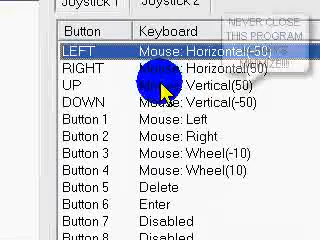 Joystick 1 Joystick 2
Button Keyboard
LEFT Mouse: Horizontal(-50)
RIGHT Mouse: Horizontal(50)
UP Mouse: Vertical(50)
DOWN Mouse: Vertical(-50)
Button 1 Mouse: Left
Button 2 Mouse: Right
Button 3 Mouse: Wheel(-10)
Button 4 Mouse: Wheel(10)
Button 5 Delete
Button 6 Enter
Button 7 Disabled
Button 8 Disabled
NEVER CLOSE
THIS PROGRAM